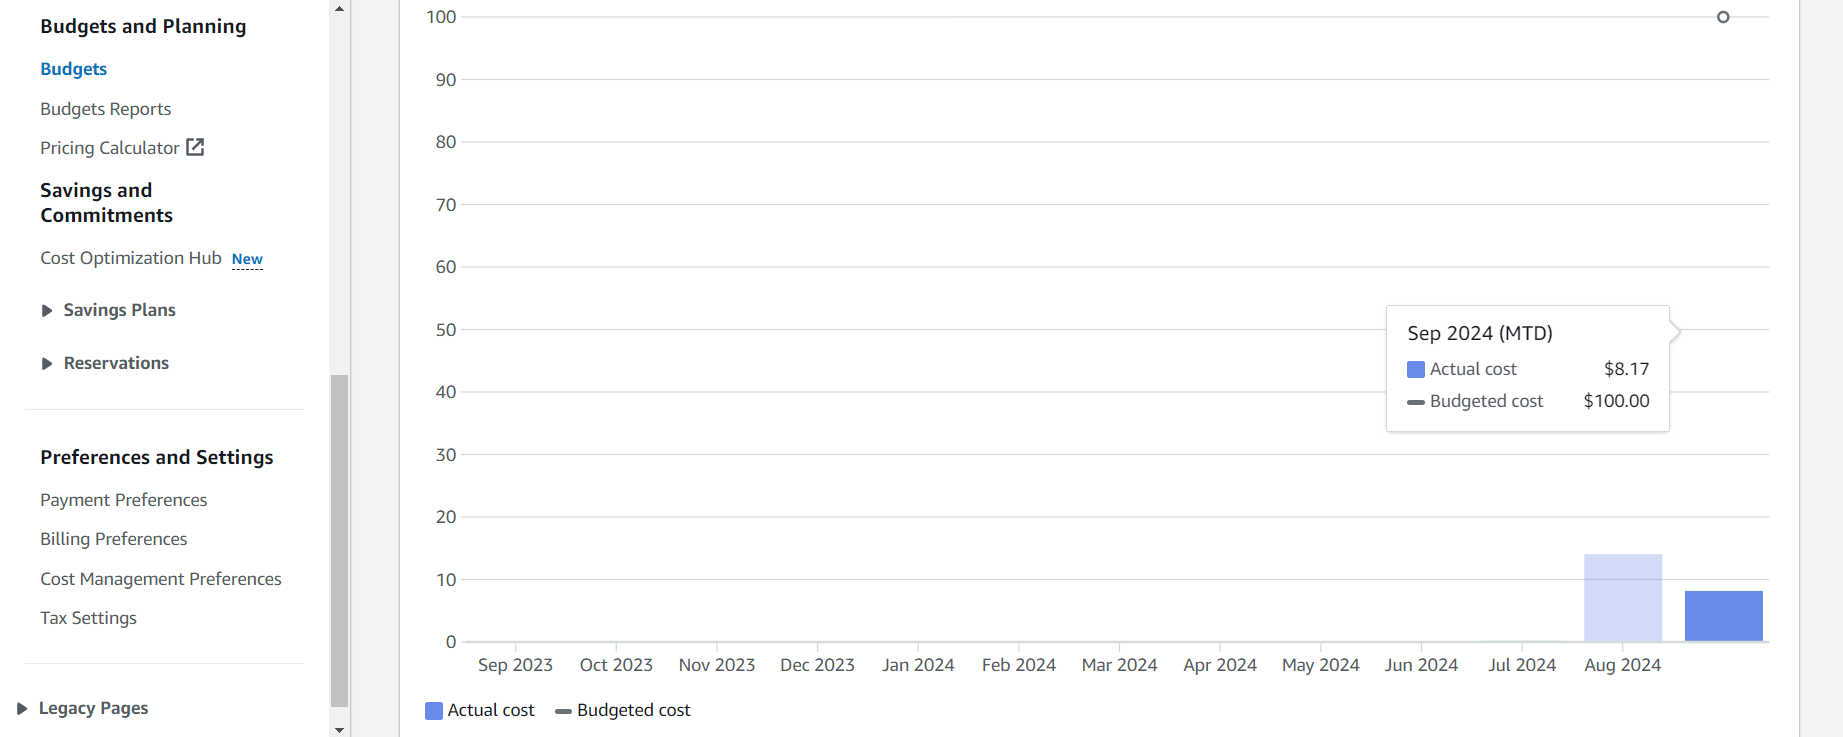 Budgets and Planning
Budgets
Budgets Reports
Pricing Calculator
Savings and
Commitments
Cost Optimization Hub New
Savings Plans
Reservations
Preferences and Settings
Payment Preferences
Billing Preferences
Cost Management Preferences
Tax Settings
Legacy Pages
100
90
80
70
60
50
40
30
20
10
0
Sep 2024 (MTD)
Actual cost $8.17
Budgeted cost $100.00
Sep 2023 Oct 2023 Nov 2023 Dec 2023 Jan 2024 Feb 2024 Mar 2024 Apr 2024 May 2024 Jun 2024 Jul 2024 Aug 2024
Actual cost Budgeted cost